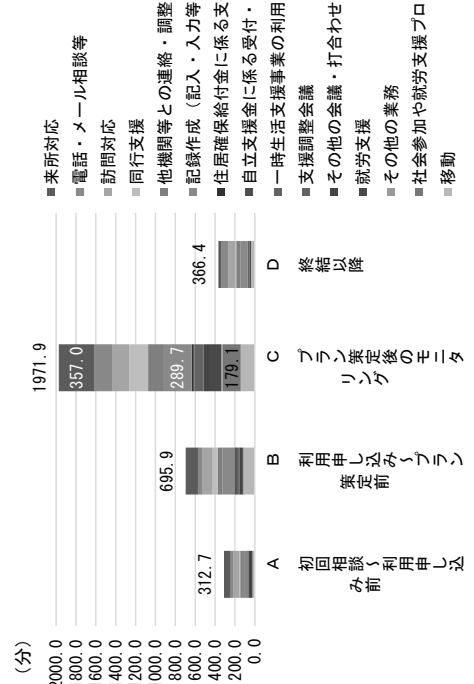 （分）
2000.0
1800.0
1600.0
1400.0
1200.0
1000.0
800.0
600.0
400.0
200.0
0.0
312.7
695.9
1971.9
366.4
357.0
289.7
179.1
A
初回相談～利用申し込
み前
B
利用申し込み～プラン
策定前
C
プラン策定後のモニタ
リング
D
終結以降
来所対応
電話・メール相談等
訪問対応
同行支援
他機関等との連絡・調整
記録作成（記入・入力等
住居確保給付金に係る支
自立支援金に係る受付・
一時生活支援事業の利用
支援調整会議
その他の会議・打合わせ
就労支援
その他の業務
社会参加や就労支援プロ
移動